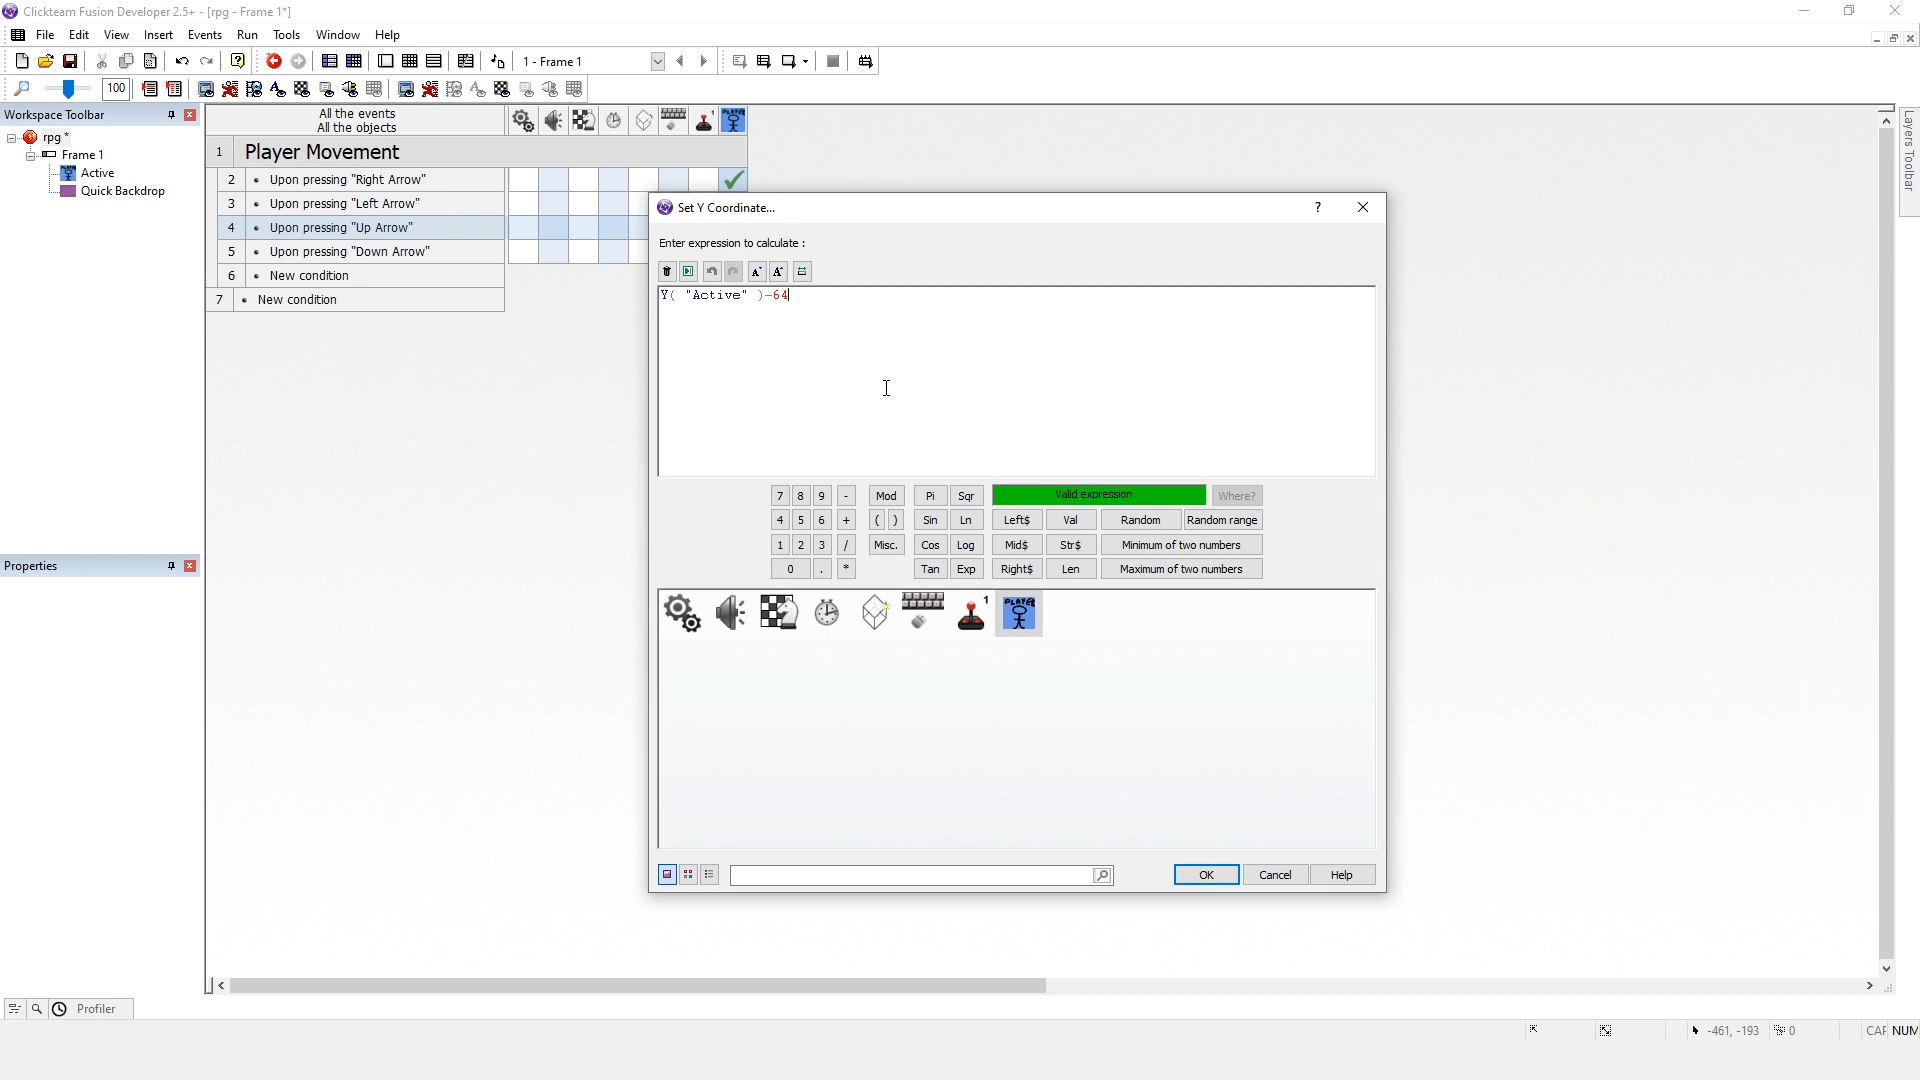 Clickteam Fusion Developer 2.5+ - [rpg - Frame 1*]
File Edit View Insert Events Run Tools Window Help
1 - Frame 1
100
Workspace Toolbar
rpg *
Frame 1
Active
Quick Backdrop
All the events
All the objects
1
PLAYER
1 Player Movement
2 • Upon pressing "Right Arrow"
3 • Upon pressing "Left Arrow"
4 • Upon pressing "Up Arrow"
5 • Upon pressing "Down Arrow"
6 • New condition
7 • New condition
Layers Toolbar
Set Y Coordinate...
?
Enter expression to calculate :
Y( "Active" )-64
7 8 9 - Mod Pi Sqr Valid expression Where?
4 5 6 + ( ) Sin Ln Left$ Val Random Random range
1 2 3 / Misc. Cos Log Mid$ Str$ Minimum of two numbers
0 . * Tan Exp Right$ Len Maximum of two numbers
1
PLAYER
OK Cancel Help
Properties
Profiler
-461, -193 0 CAP NUM